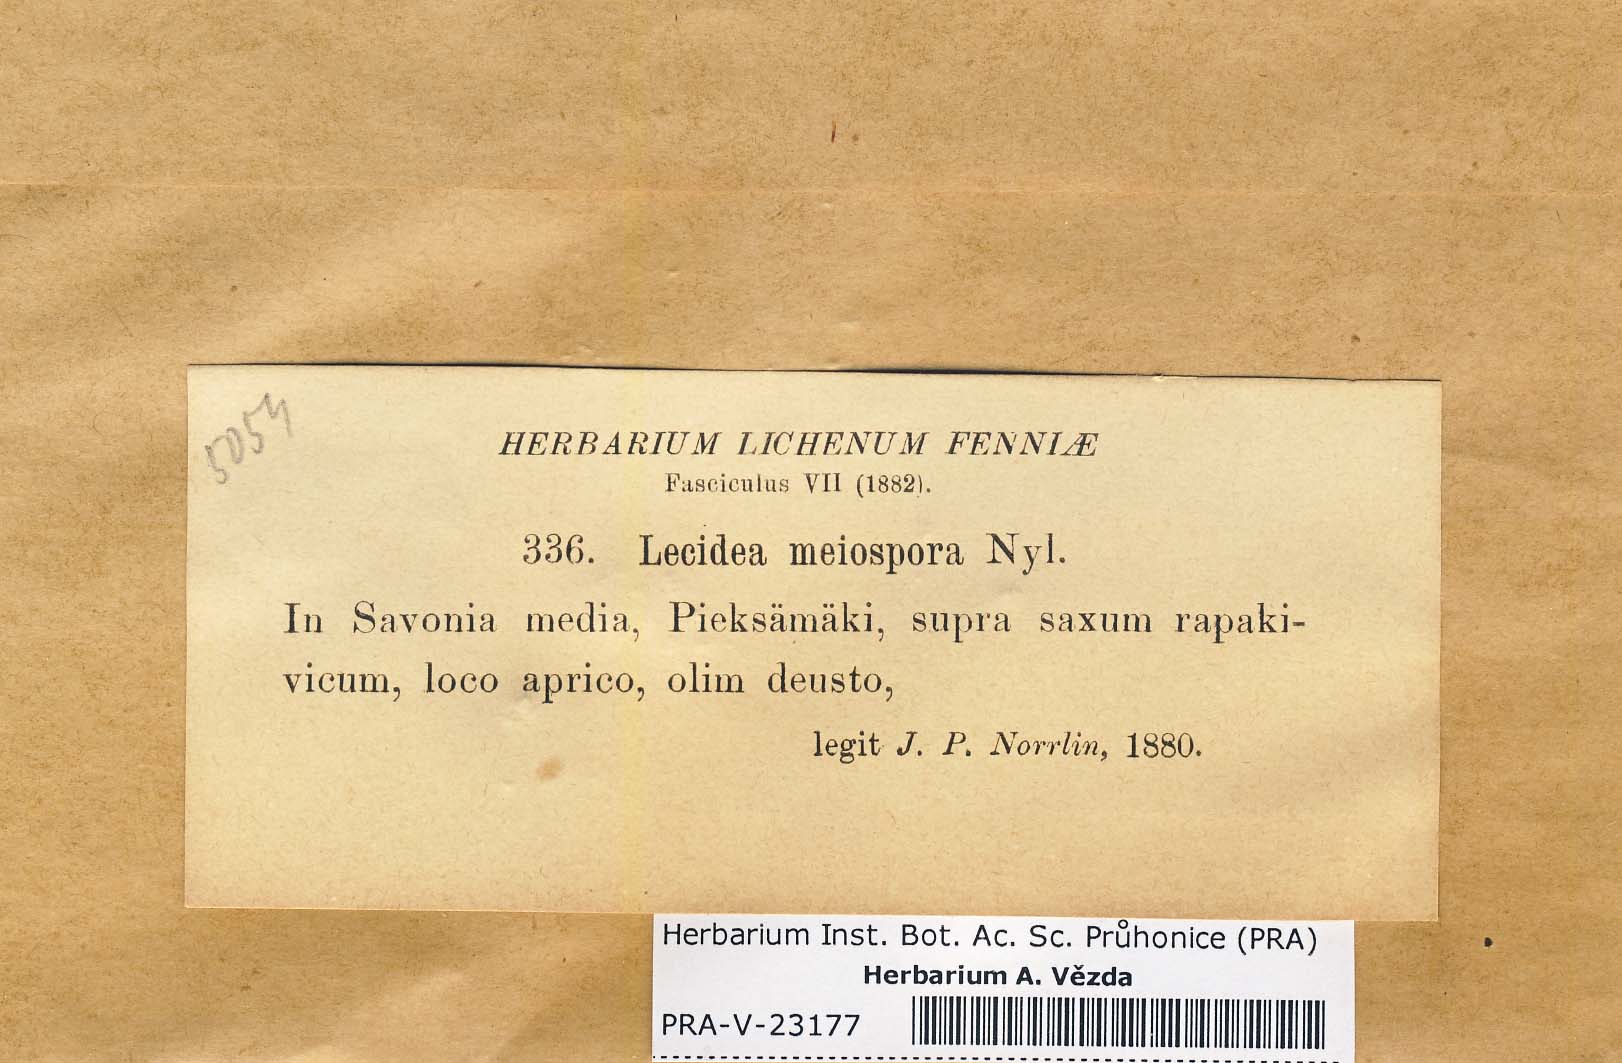 5054
HERBARIUM LICHENUM FENNIÆ
Fasciculus VII (1882).
336. Lecidea meiospora Nyl.
In Savonia media, Pieksämäki, supra saxum rapaki-
vicum, loco aprico, olim deusto,
legit J. P. Norrlin, 1880.
Herbarium Inst. Bot. Ac. Sc. Průhonice (PRA)
Herbarium A. Vězda
PRA-V-23177